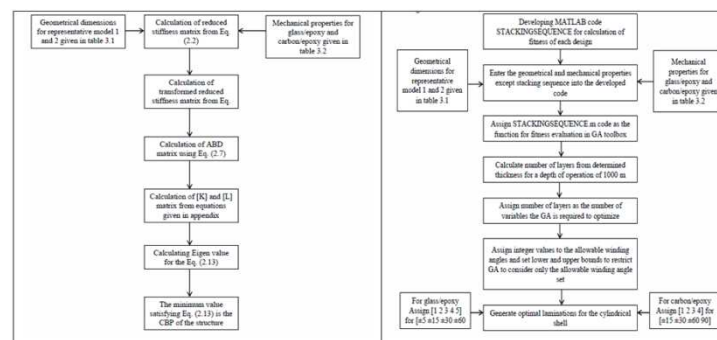 Geometrical dimensions
for representative model 1
and 2 given in table 3.1
Calculation of reduced
stiffness matrix from Eq.
(2.2)
Mechanical properties for
glass/epoxy and
carbon/epoxy given in
table 3.2
Calculation of
transformed reduced
stiffness matrix from Eq.
Calculation of ABD
matrix using Eq. (2.7)
Calculation of [K] and [L]
matrix from equations
given in appendix
Calculating Eigen value
for the Eq. (2.13)
The minimum value
satisfying Eq. (2.13) is the
CBP of the structure
Developing MATLAB code
STACKINGSEQUENCE for calculation of
fitness of each design
Geometrical
dimensions for
representative
model 1 and 2 given
in table 3.1
Enter the geometrical and mechanical properties
except stacking sequence into the developed
code
Mechanical
properties for
glass/epoxy and
carbon/epoxy given
in table 3.2
Assign STACKINGSEQUENCE.m code as the
function for fitness evaluation in GA toolbox
Calculate number of layers from determined
thickness for a depth of operation of 1000 m
Assign number of layers as the number of
variables the GA is required to optimize
Assign integer values to the allowable winding
angles and set lower and upper bounds to restrict
GA to consider only the allowable winding angle
set
For glass/epoxy
Assign [1 2 3 4 5]
for [±5 ±15 ±30 ±60
Generate optimal laminations for the cylindrical
shell
For carbon/epoxy
Assign [1 2 3 4] for
[±15 ±30 ±60 90]